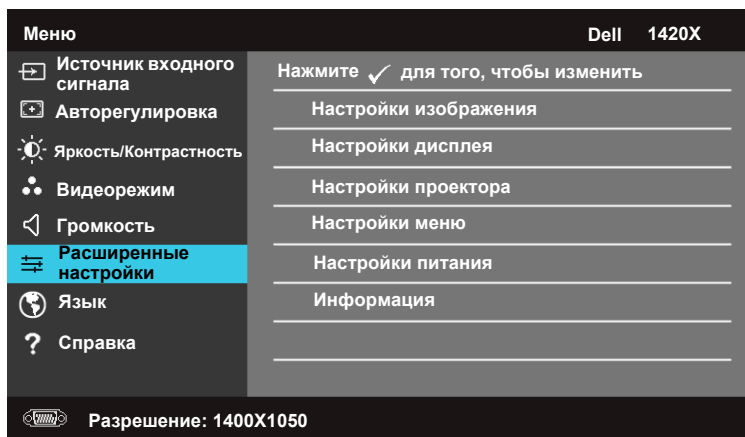 Меню
Dell 1420X
Источник входного
сигнала
Авторегулировка
Яркость/Контрастность
Видеорежим
Громкость
Расширенные
настройки
Язык
Справка
Нажмите ✓ для того, чтобы изменить
Настройки изображения
Настройки дисплея
Настройки проектора
Настройки меню
Настройки питания
Информация
Разрешение: 1400X1050